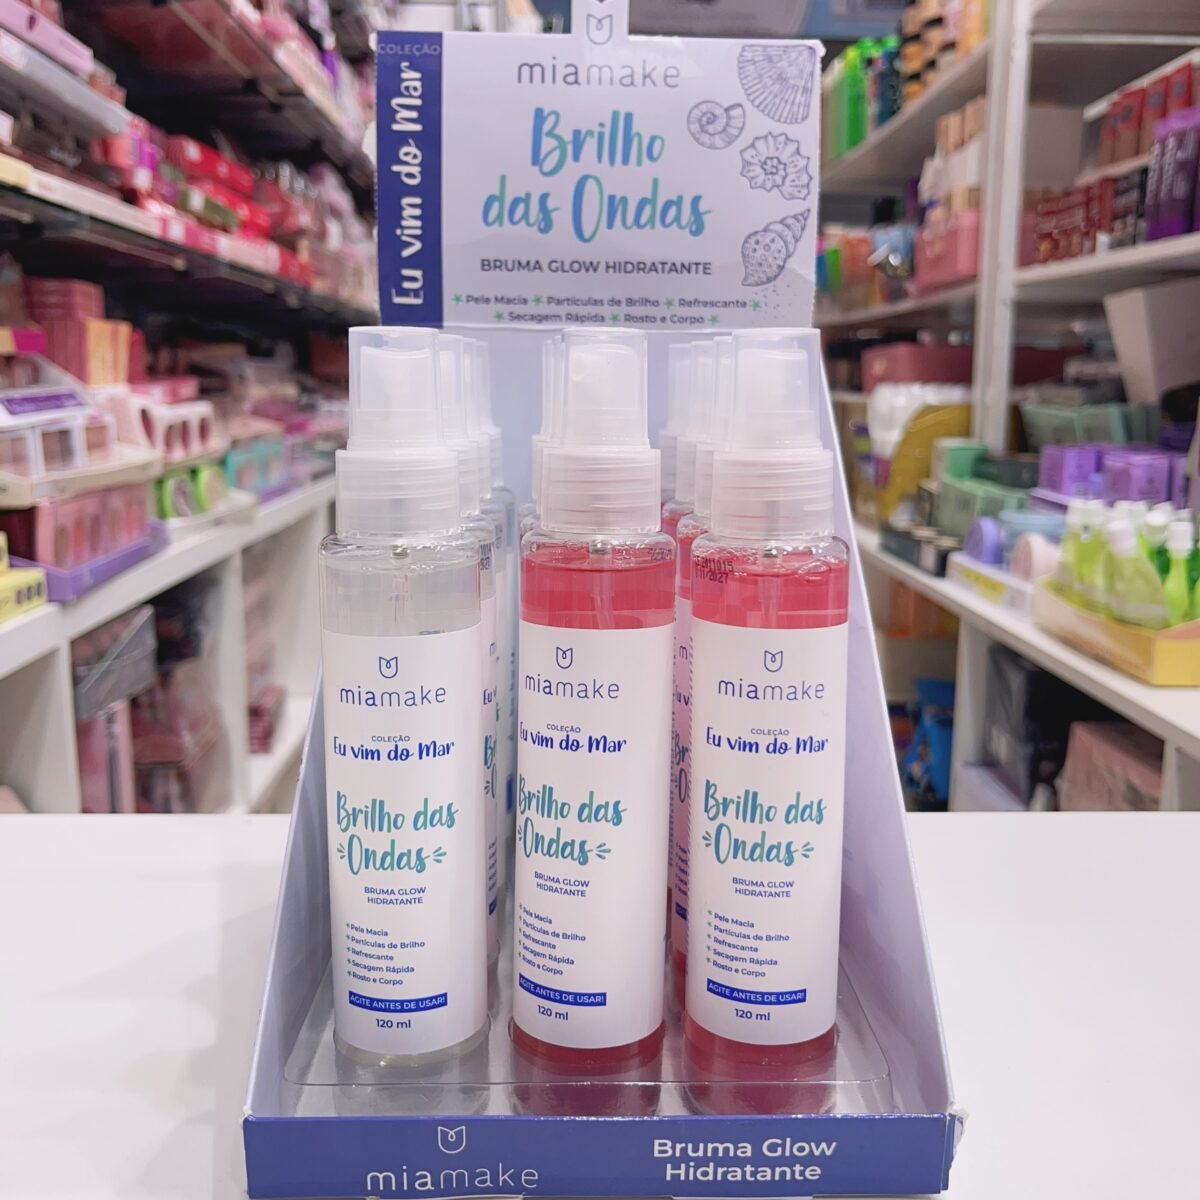 COLEÇÃO
Eu vim do Mar
miamake
Brilho
das Ondas
BRUMA GLOW HIDRATANTE
Pele Macia Partículas de Brilho Refrescante
Secagem Rápida Rosto e Corpo
miamake
COLEÇÃO
Eu vim do Mar
Brilho das
Ondas
BRUMA GLOW
HIDRATANTE
Pele Macia
Partículas de Brilho
Refrescante
Secagem Rápida
Rosto e Corpo
AGITE ANTES DE USAR!
120 ml
miamake
COLEÇÃO
Eu vim do Mar
Brilho das
Ondas
BRUMA GLOW
HIDRATANTE
Pele Macia
Partículas de Brilho
Refrescante
Secagem Rápida
Rosto e Corpo
AGITE ANTES DE USAR!
120 ml
miamake
COLEÇÃO
Eu vim do Mar
Brilho das
Ondas
BRUMA GLOW
HIDRATANTE
Pele Macia
Partículas de Brilho
Refrescante
Secagem Rápida
Rosto e Corpo
AGITE ANTES DE USAR!
120 ml
miamake
Bruma Glow
Hidratante